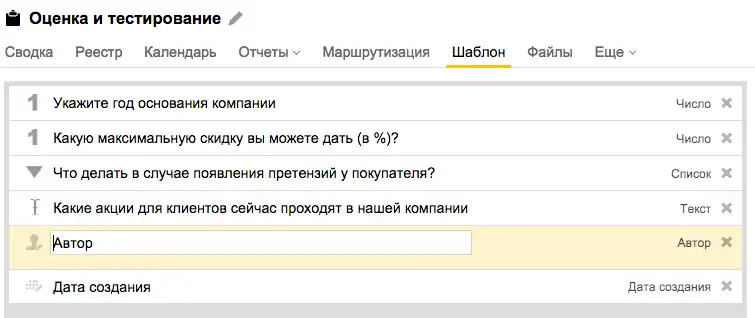 Оценка и тестирование
Сводка Реестр Календарь Отчеты Маршрутизация Шаблон Файлы Еще
1 Укажите год основания компании Число
1 Какую максимальную скидку вы можете дать (в %)? Число
Что делать в случае появления претензий у покупателя? Список
Какие акции для клиентов сейчас проходят в нашей компании Текст
Автор Автор
Дата создания Дата создания